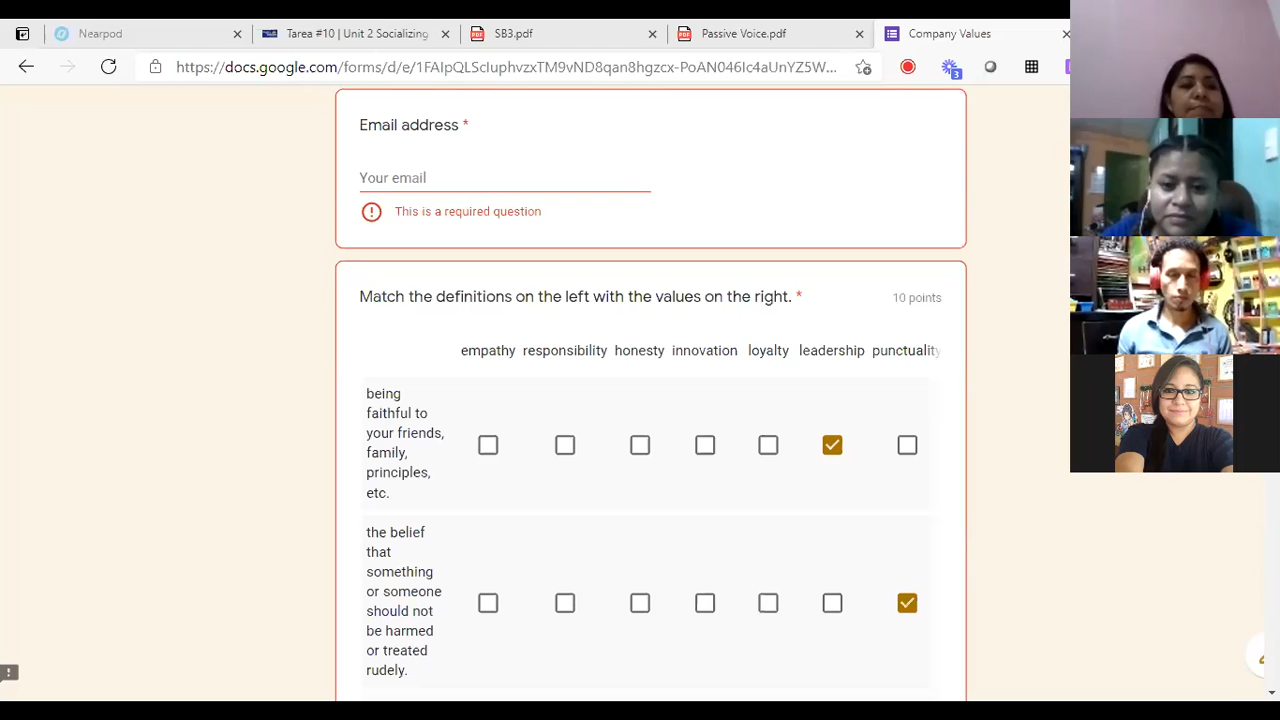 Nearpod
Tarea #10 | Unit 2 Socializing
SB3.pdf
Passive Voice.pdf
Company Values
https://docs.google.com/forms/d/e/1FAIpQLScIuphvzxTM9vND8qan8hgzcx-PoAN046Ic4aUnYZ5W...
3
Email address *
Your email
This is a required question
Match the definitions on the left with the values on the right. *
10 points
empathy responsibility honesty innovation loyalty leadership punctuality
being
faithful to
your friends,
family,
principles,
etc.
the belief
that
something
or someone
should not
be harmed
or treated
rudely.